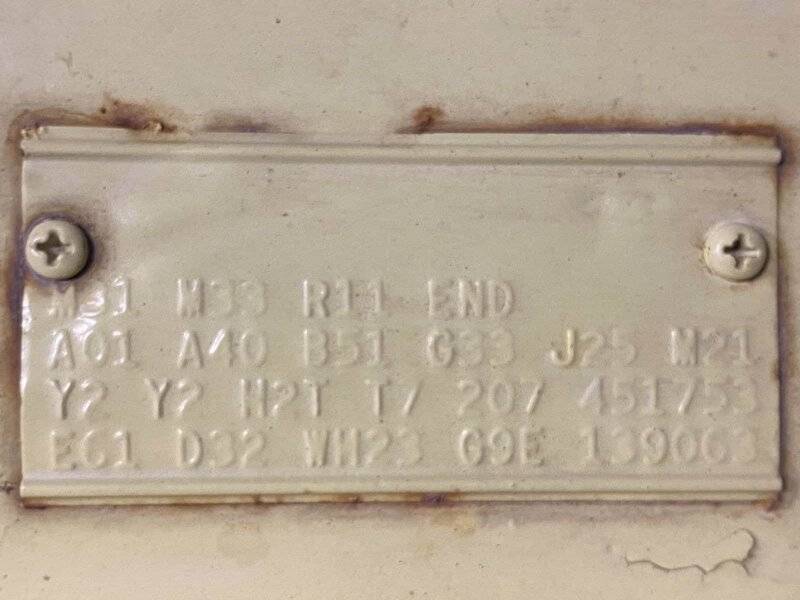 M31 M33 R11 END
A01 A40 B51 G33 J25 M21
Y2 Y2 H2T T7 207 451753
E61 D32 WH23 G9E 139063